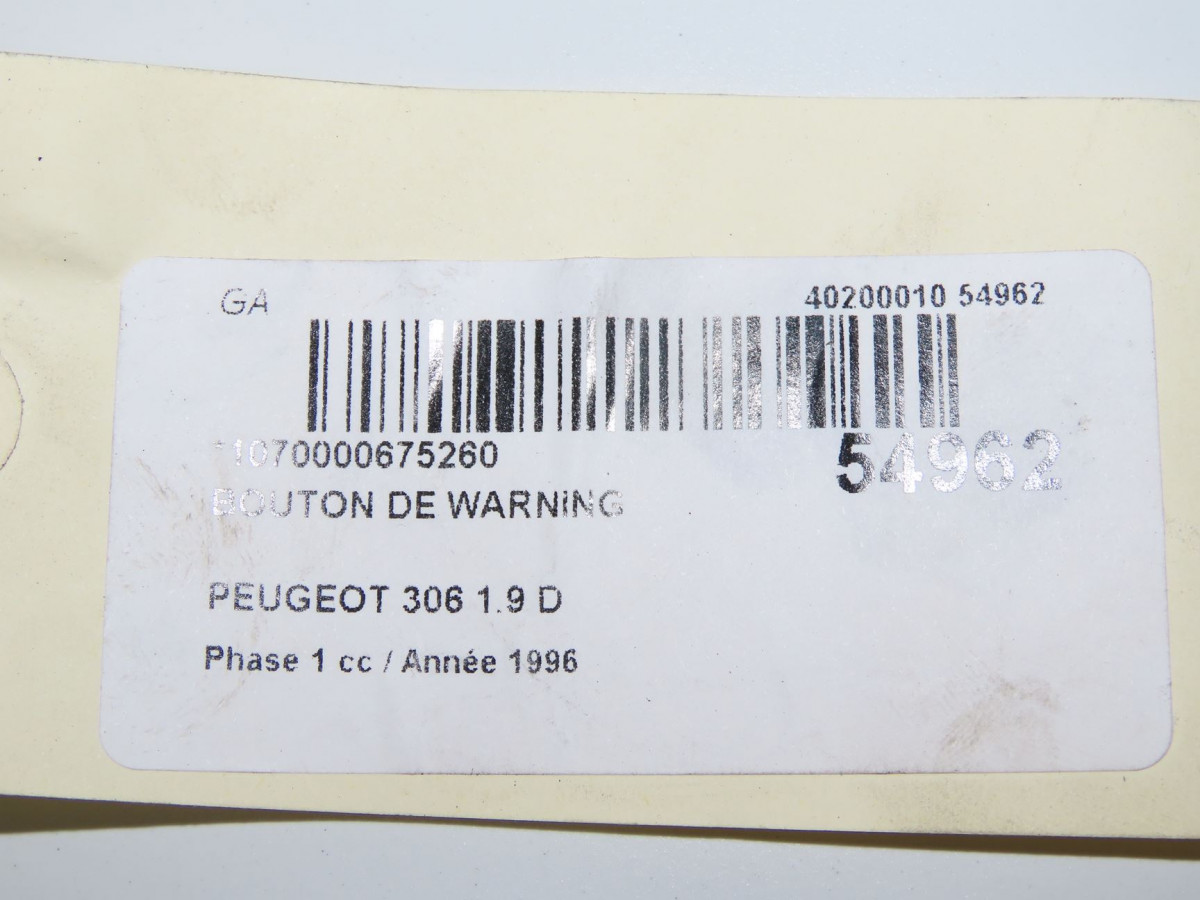 GA
40200010 54962
*1070000675260
54962
BOUTON DE WARNING
PEUGEOT 306 1.9 D
Phase 1 cc / Année 1996